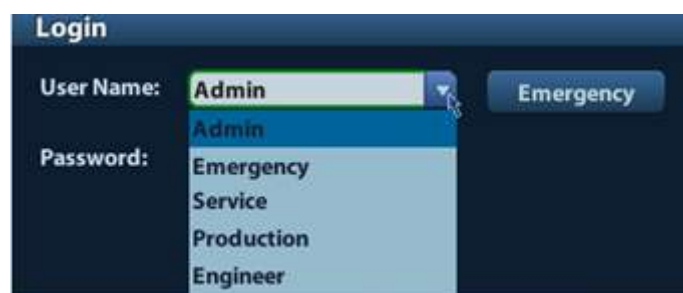 Login
User Name: Admin Emergency
Admin
Password:
Emergency
Service
Production
Engineer